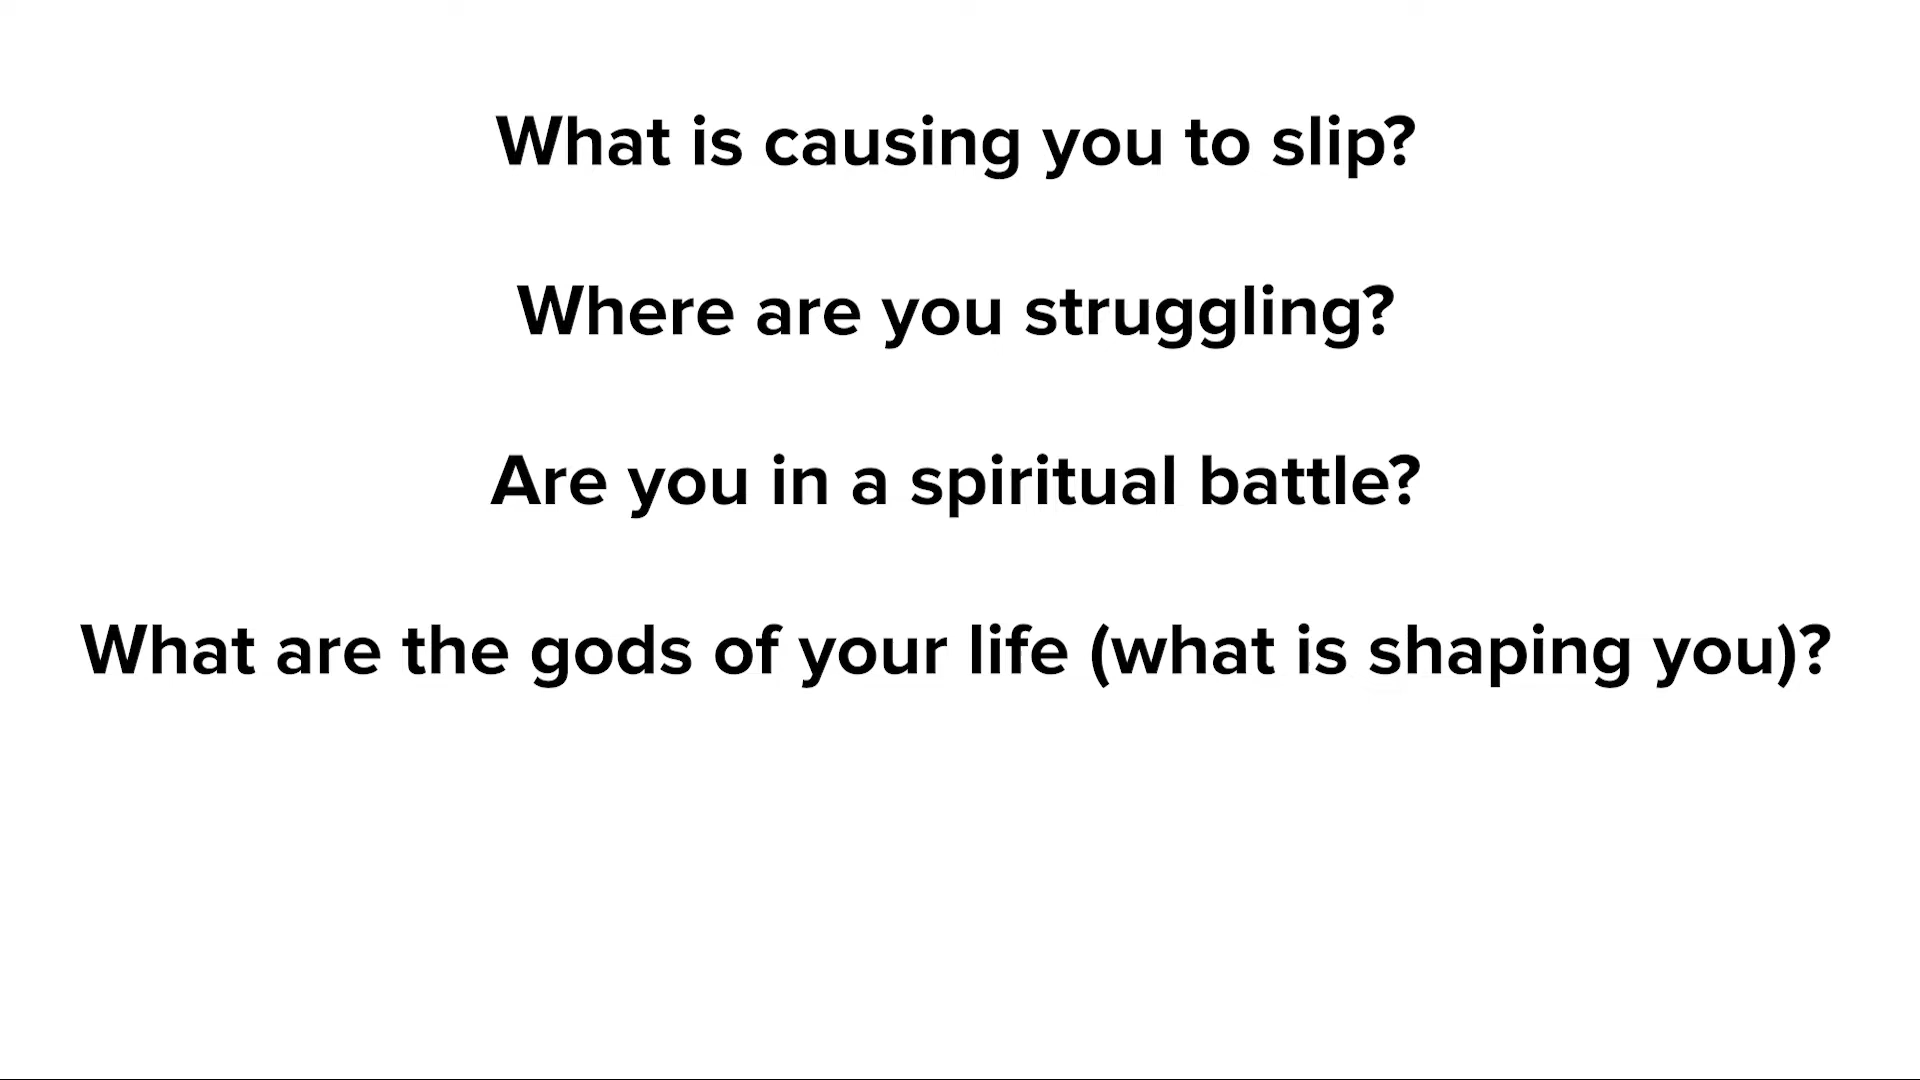 What is causing you to slip?
Where are you struggling?
Are you in a spiritual battle?
What are the gods of your life (what is shaping you)?